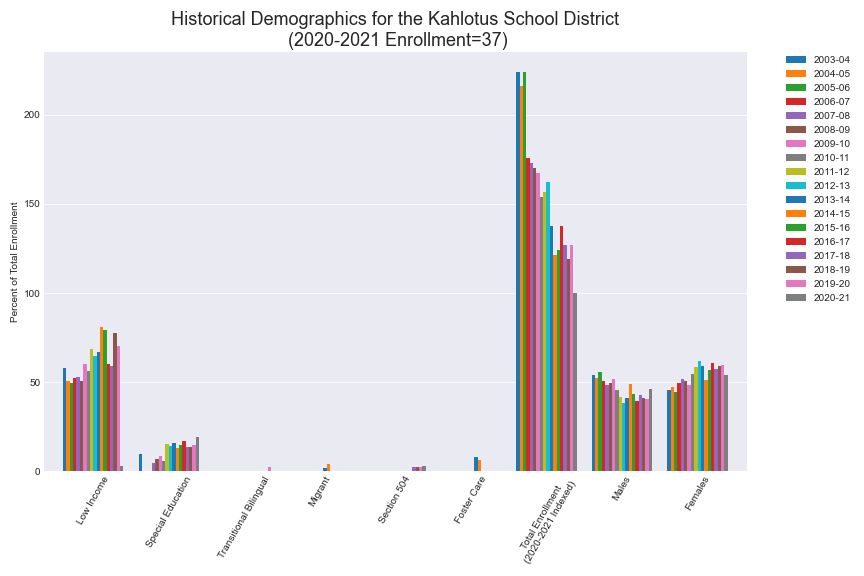 Historical Demographics for the Kahlotus School District
(2020-2021 Enrollment=37)
Percent of Total Enrollment
200
150
100
50
0
Low Income
Special Education
Transitional Bilingual
Migrant
Section 504
Foster Care
Total Enrollment
(2020-2021 Indexed)
Males
Females
2003-04
2004-05
2005-06
2006-07
2007-08
2008-09
2009-10
2010-11
2011-12
2012-13
2013-14
2014-15
2015-16
2016-17
2017-18
2018-19
2019-20
2020-21